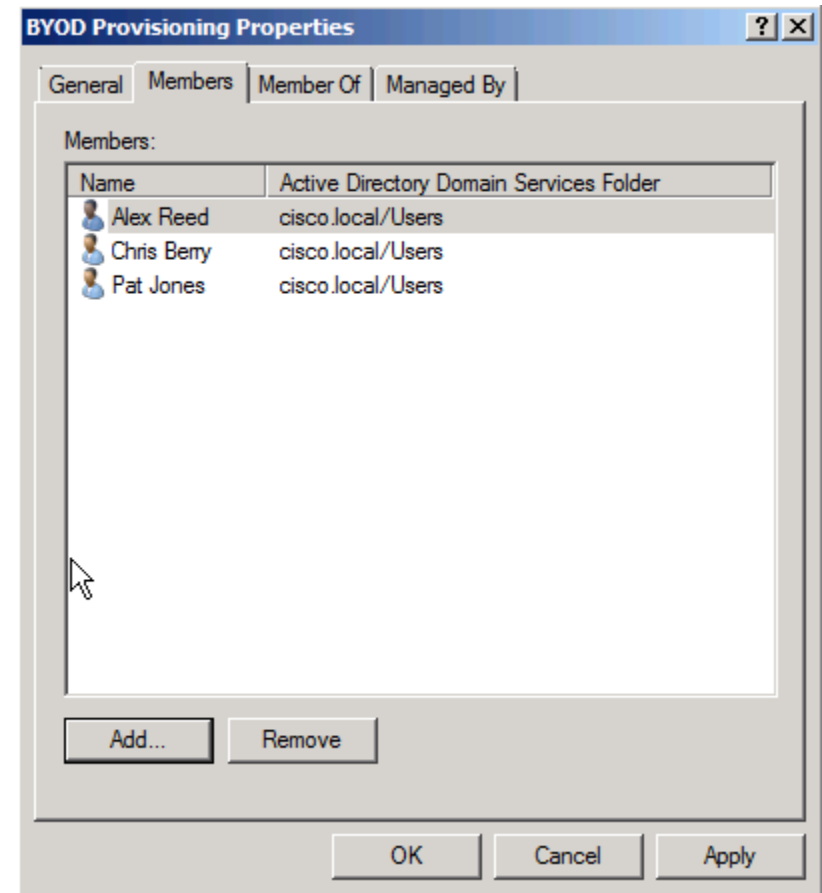 BYOD Provisioning Properties ? X
General Members Member Of Managed By
Members:
Name Active Directory Domain Services Folder
Alex Reed cisco.local/Users
Chris Berry cisco.local/Users
Pat Jones cisco.local/Users
Add... Remove
OK Cancel Apply